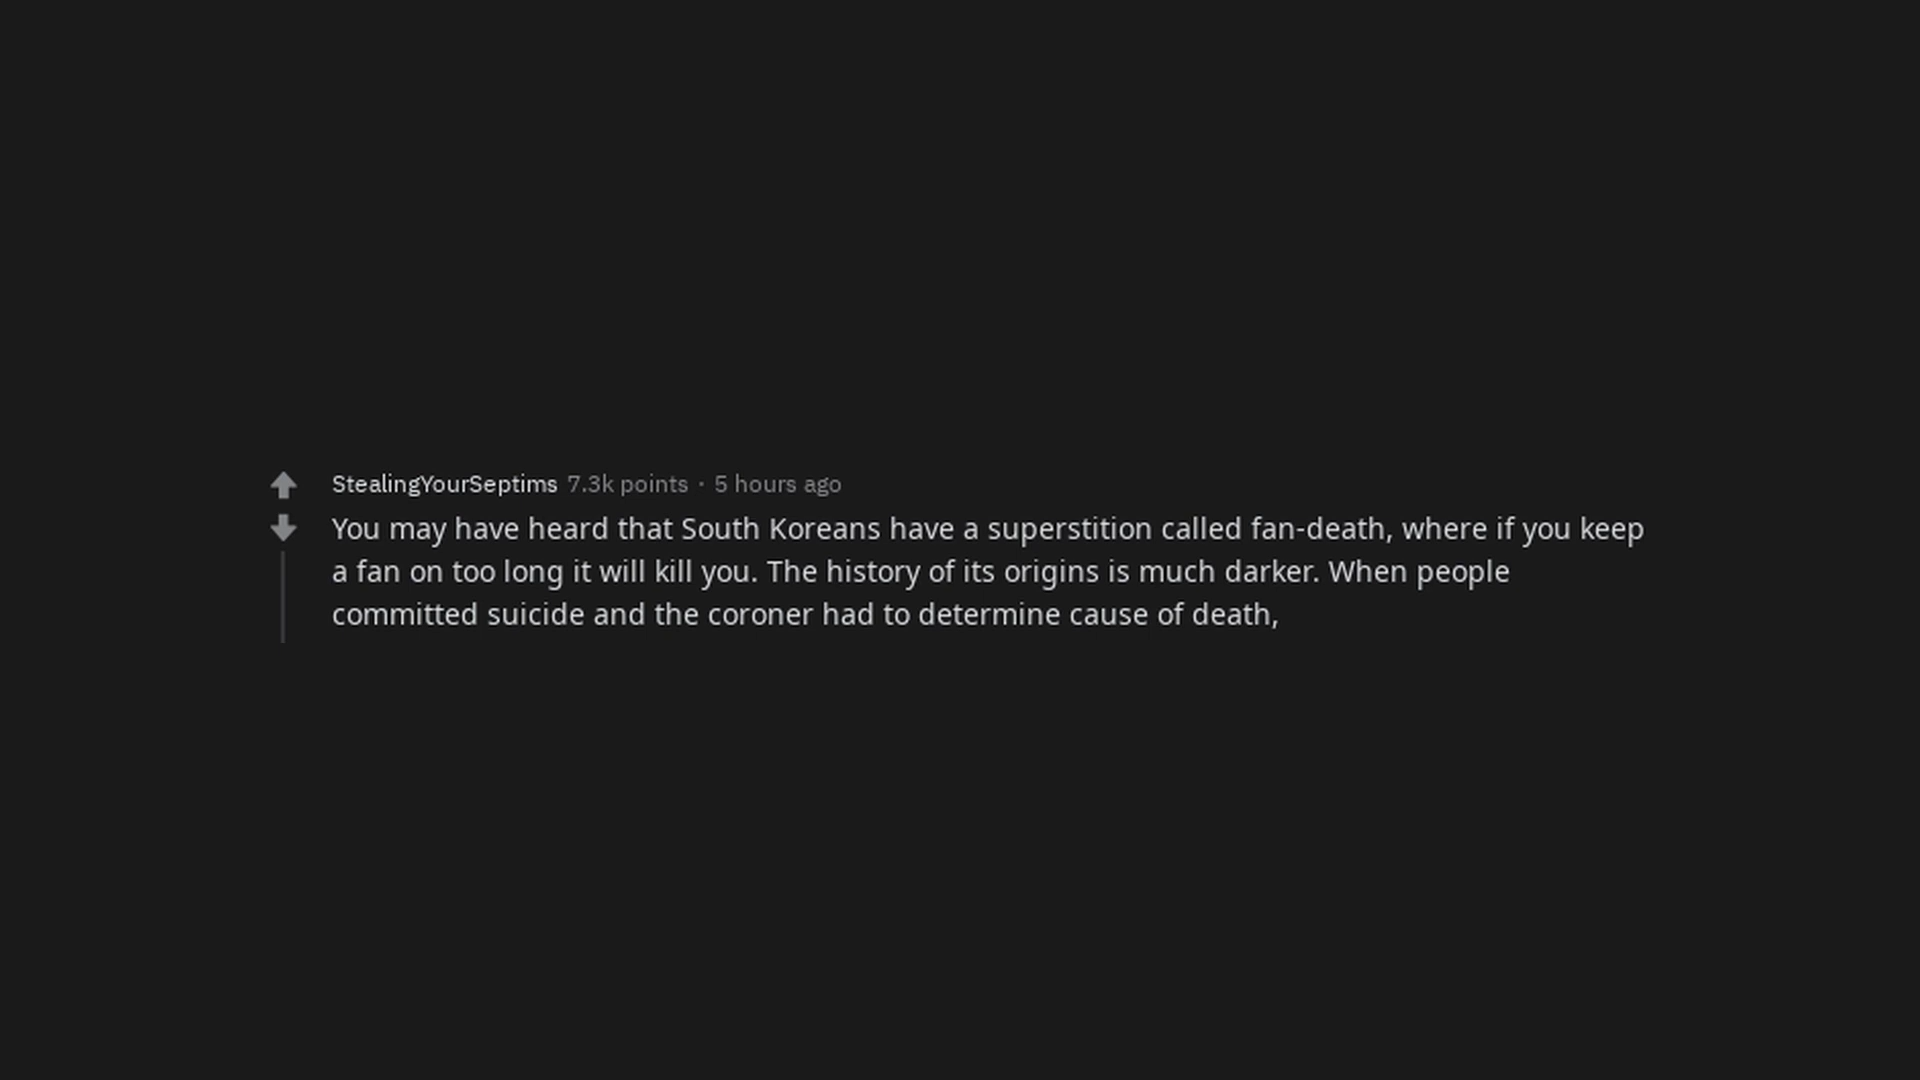 StealingYourSeptims 7.3k points · 5 hours ago
You may have heard that South Koreans have a superstition called fan-death, where if you keep
a fan on too long it will kill you. The history of its origins is much darker. When people
committed suicide and the coroner had to determine cause of death,